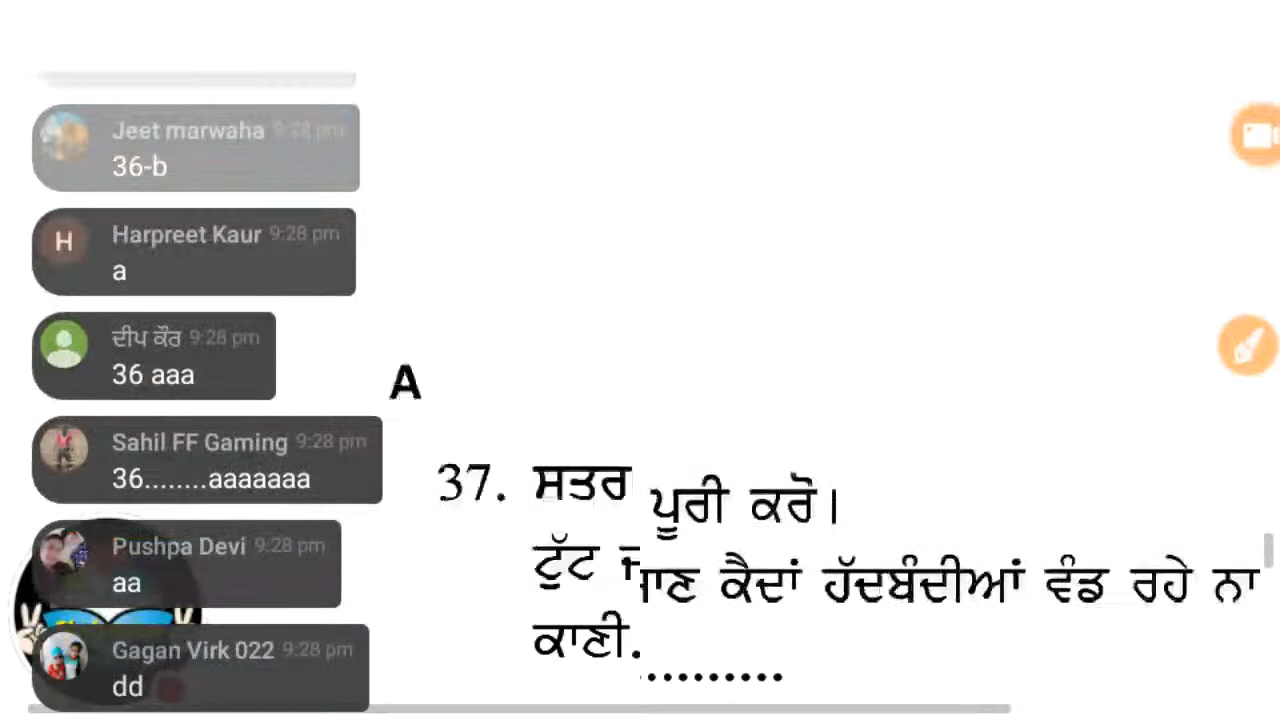 Jeet marwaha 9:28 pm
36-b
H
Harpreet Kaur 9:28 pm
a
ਦੀਪ ਕੌਰ 9:28 pm
36 aaa
A
Sahil FF Gaming 9:28 pm
36........aaaaaaa
37. ਸਤਰ ਪੂਰੀ ਕਰੋ।
Pushpa Devi 9:28 pm
aa
ਟੁੱਟ ਜਾਣ ਕੈਦਾਂ ਹੱਦਬੰਦੀਆਂ ਵੰਡ ਰਹੇ ਨਾ
ਕਾਣੀ..........
Gagan Virk 022 9:28 pm
dd